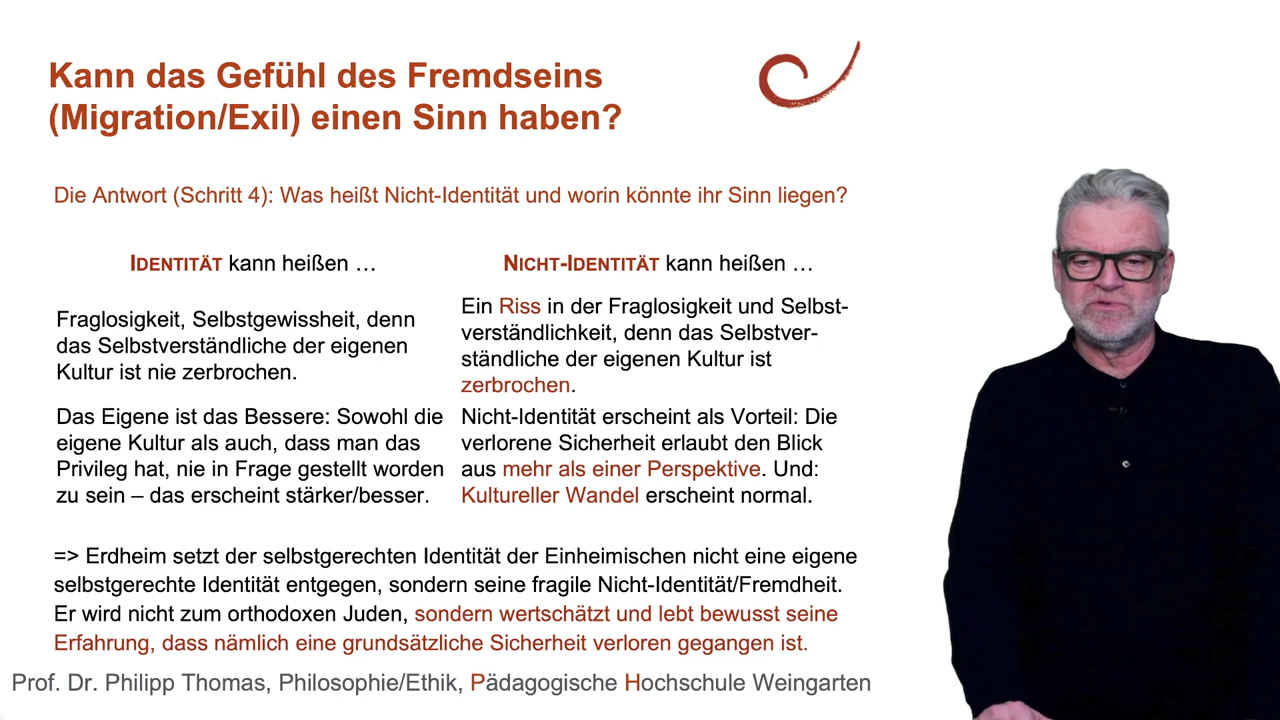 Kann das Gefühl des Fremdseins
(Migration/Exil) einen Sinn haben?
Die Antwort (Schritt 4): Was heißt Nicht-Identität und worin könnte ihr Sinn liegen?
IDENTITÄT kann heißen …
Fraglosigkeit, Selbstgewissheit, denn
das Selbstverständliche der eigenen
Kultur ist nie zerbrochen.
Das Eigene ist das Bessere: Sowohl die
eigene Kultur als auch, dass man das
Privileg hat, nie in Frage gestellt worden
zu sein – das erscheint stärker/besser.
NICHT-IDENTITÄT kann heißen …
Ein Riss in der Fraglosigkeit und Selbst-
verständlichkeit, denn das Selbstver-
ständliche der eigenen Kultur ist
zerbrochen.
Nicht-Identität erscheint als Vorteil: Die
verlorene Sicherheit erlaubt den Blick
aus mehr als einer Perspektive. Und:
Kultureller Wandel erscheint normal.
=> Erdheim setzt der selbstgerechten Identität der Einheimischen nicht eine eigene
selbstgerechte Identität entgegen, sondern seine fragile Nicht-Identität/Fremdheit.
Er wird nicht zum orthodoxen Juden, sondern wertschätzt und lebt bewusst seine
Erfahrung, dass nämlich eine grundsätzliche Sicherheit verloren gegangen ist.
Prof. Dr. Philipp Thomas, Philosophie/Ethik, Pädagogische Hochschule Weingarten